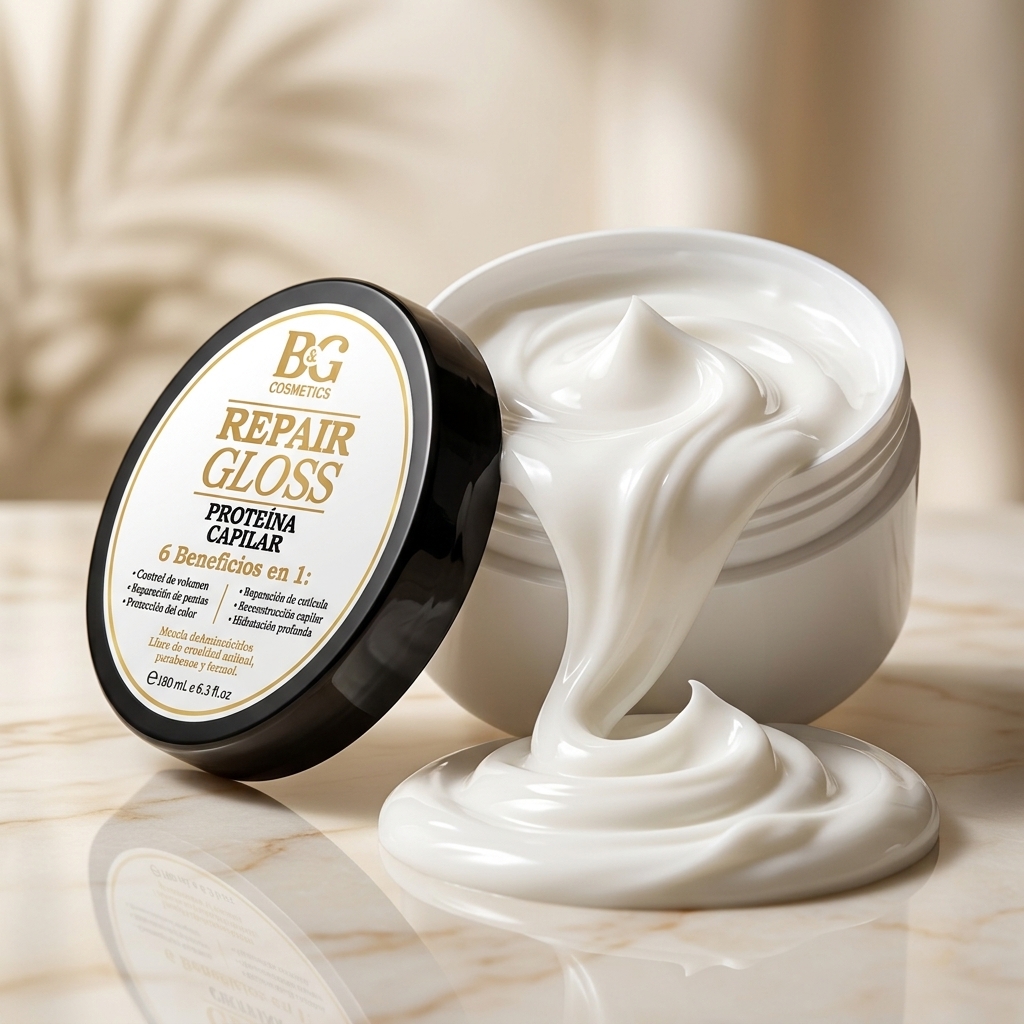 B&G
COSMETICS
REPAIR
GLOSS
PROTEÍNA
CAPILAR
6 Beneficios en 1:
• Control de volumen
• Reparación de puntas
• Protección del color
• Reparación de cutícula
• Reconstrucción capilar
• Hidratación profunda
Mezcla
de crueldad animal,
parabenos y formol.
℮180 mL e 6.3 fl.oz